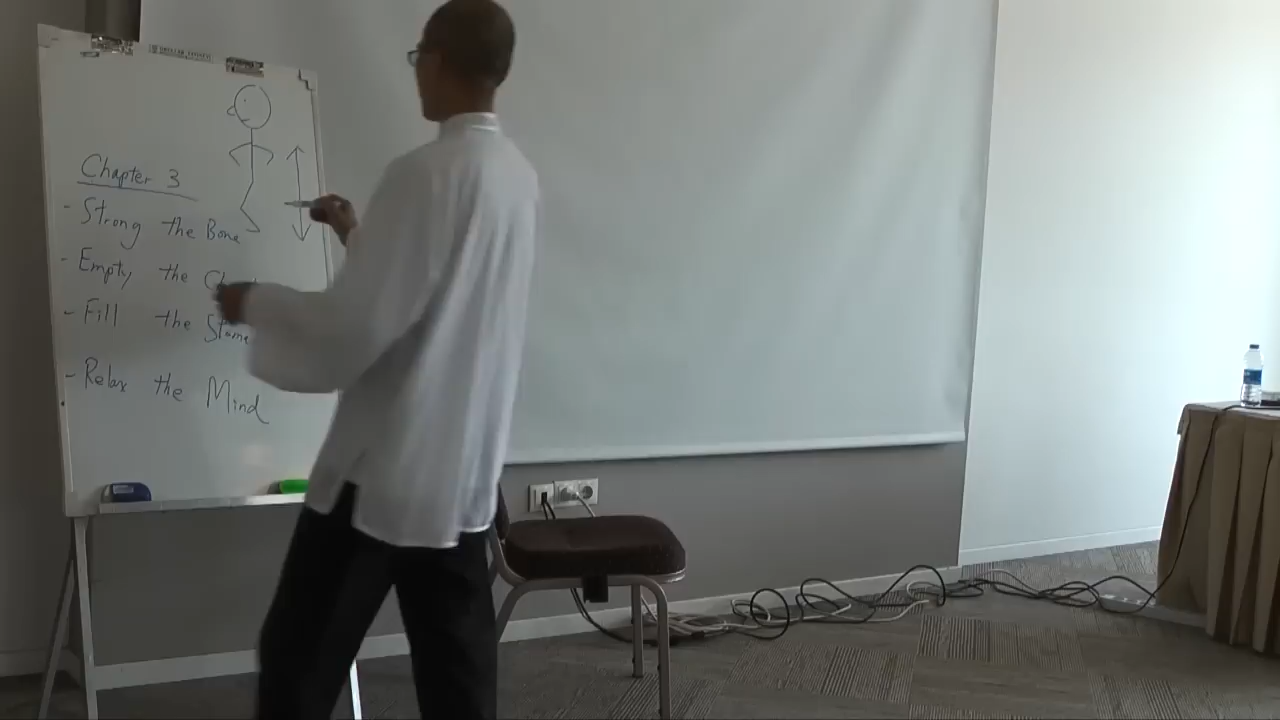 Chapter 3
- Strong the Bone
- Empty the
- Fill the
- Relax the Mind